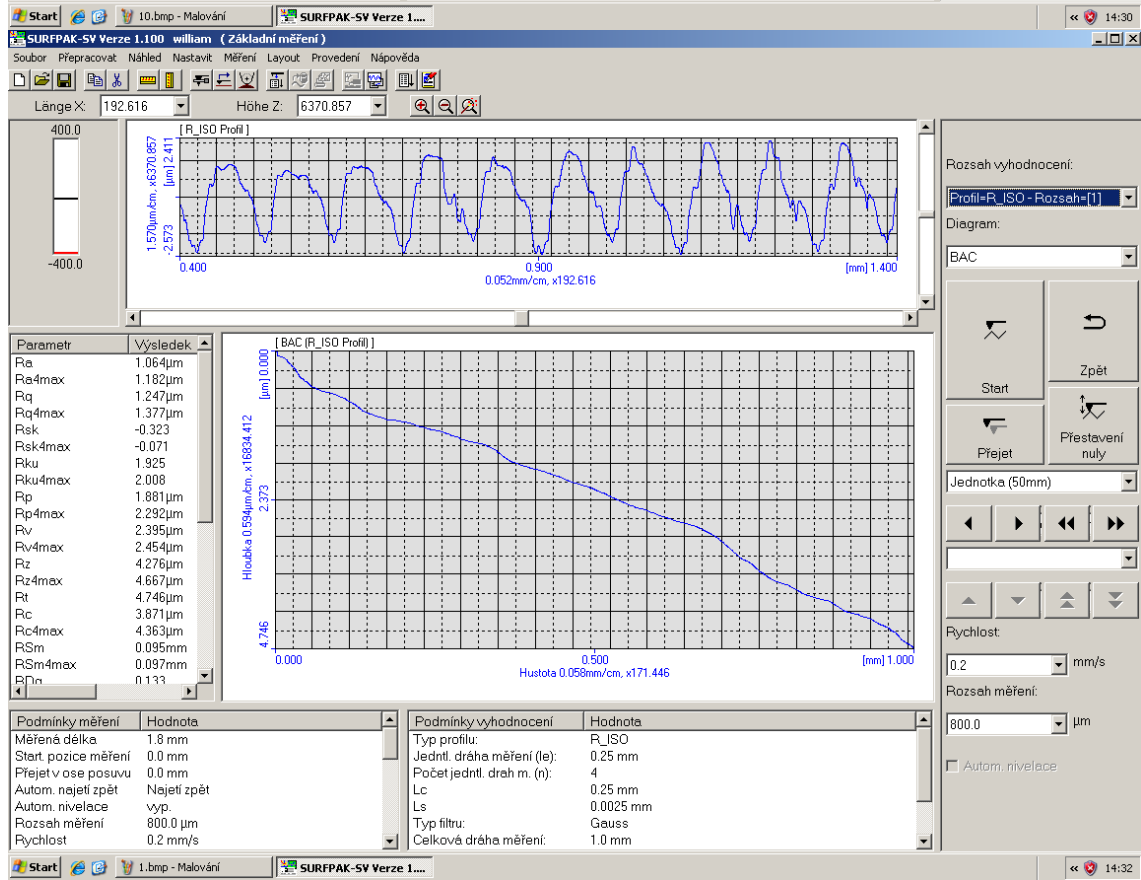 Start 10.bmp - Malování SURFPAK-SV Verze 1.... « 14:30
SURFPAK-SV Verze 1.100 william ( Základní měření )
Soubor Přepracovat Náhled Nastavit Měření Layout Provedení Nápověda
Länge X: 192.616 Höhe Z: 6370.857
400.0
-400.0
[ R_ISO Profil ]
1.570µm/cm, x6370.857
-2.573 [µm] 2.411
0.400 0.900 [mm] 1.400
0.052mm/cm, x192.616
Rozsah vyhodnocení:
Profil=R_ISO - Rozsah=[1]
Diagram:
BAC
Start
Zpět
Přejet
Přestavení
nuly
Jednotka (50mm)
Rychlost:
0.2 mm/s
Rozsah měření:
800.0 µm
Autom. nivelace
Parametr Výsledek
Ra 1.064µm
Ra4max 1.182µm
Rq 1.247µm
Rq4max 1.377µm
Rsk -0.323
Rsk4max -0.071
Rku 1.925
Rku4max 2.008
Rp 1.881µm
Rp4max 2.292µm
Rv 2.395µm
Rv4max 2.454µm
Rz 4.276µm
Rz4max 4.667µm
Rt 4.746µm
Rc 3.871µm
Rc4max 4.363µm
RSm 0.095mm
RSm4max 0.097mm
RDq 0.133
[ BAC (R_ISO Profil) ]
Hloubka 0.594µm/cm, x16834.412
4.746 2.373 [µm] 0.000
0.000 0.500 [mm] 1.000
Hustota 0.058mm/cm, x171.446
Podmínky měření Hodnota
Měřená délka 1.8 mm
Start. pozice měření 0.0 mm
Přejet v ose posuvu 0.0 mm
Autom. najetí zpět Najetí zpět
Autom. nivelace vyp.
Rozsah měření 800.0 µm
Rychlost 0.2 mm/s
Podmínky vyhodnocení Hodnota
Typ profilu: R_ISO
Jedntl. dráha měření (le): 0.25 mm
Počet jedntl. drah m. (n): 4
Lc 0.25 mm
Ls 0.0025 mm
Typ filtru: Gauss
Celková dráha měření: 1.0 mm
Start 1.bmp - Malování SURFPAK-SV Verze 1.... « 14:32